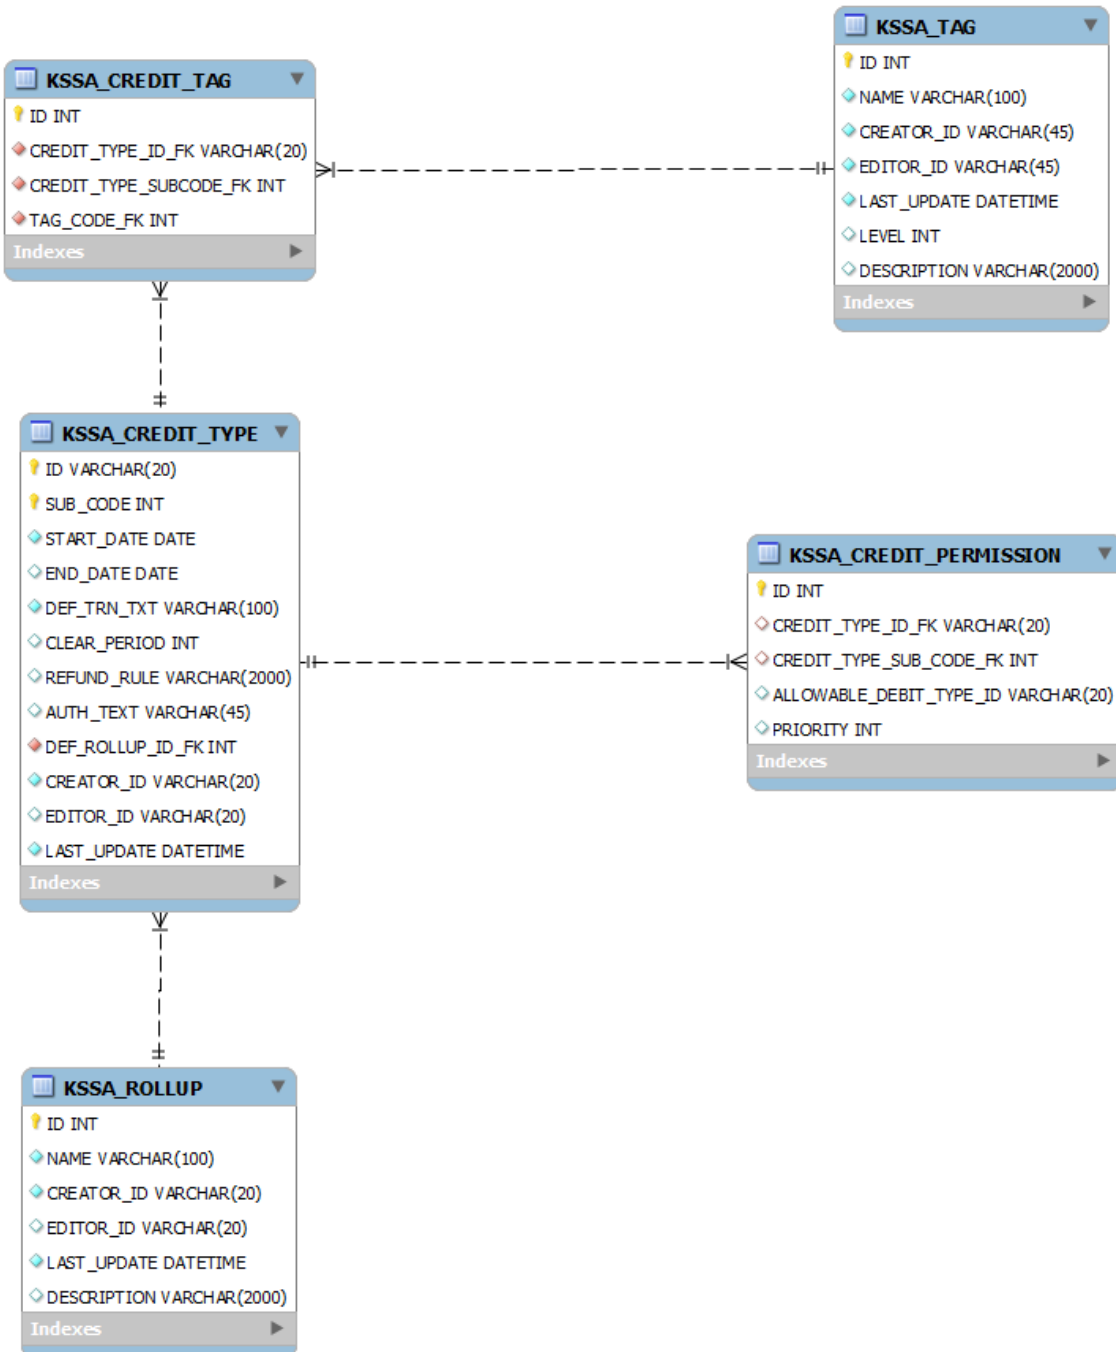 KSSA_TAG
ID INT
NAME VARCHAR(100)
CREATOR_ID VARCHAR(45)
EDITOR_ID VARCHAR(45)
LAST_UPDATE DATETIME
LEVEL INT
DESCRIPTION VARCHAR(2000)
Indexes
KSSA_CREDIT_TAG
ID INT
CREDIT_TYPE_ID_FK VARCHAR(20)
CREDIT_TYPE_SUBCODE_FK INT
TAG_CODE_FK INT
Indexes
KSSA_CREDIT_TYPE
ID VARCHAR(20)
SUB_CODE INT
START_DATE DATE
END_DATE DATE
DEF_TRN_TXT VARCHAR(100)
CLEAR_PERIOD INT
REFUND_RULE VARCHAR(2000)
AUTH_TEXT VARCHAR(45)
DEF_ROLLUP_ID_FK INT
CREATOR_ID VARCHAR(20)
EDITOR_ID VARCHAR(20)
LAST_UPDATE DATETIME
Indexes
KSSA_CREDIT_PERMISSION
ID INT
CREDIT_TYPE_ID_FK VARCHAR(20)
CREDIT_TYPE_SUB_CODE_FK INT
ALLOWABLE_DEBIT_TYPE_ID VARCHAR(20)
PRIORITY INT
Indexes
KSSA_ROLLUP
ID INT
NAME VARCHAR(100)
CREATOR_ID VARCHAR(20)
EDITOR_ID VARCHAR(20)
LAST_UPDATE DATETIME
DESCRIPTION VARCHAR(2000)
Indexes